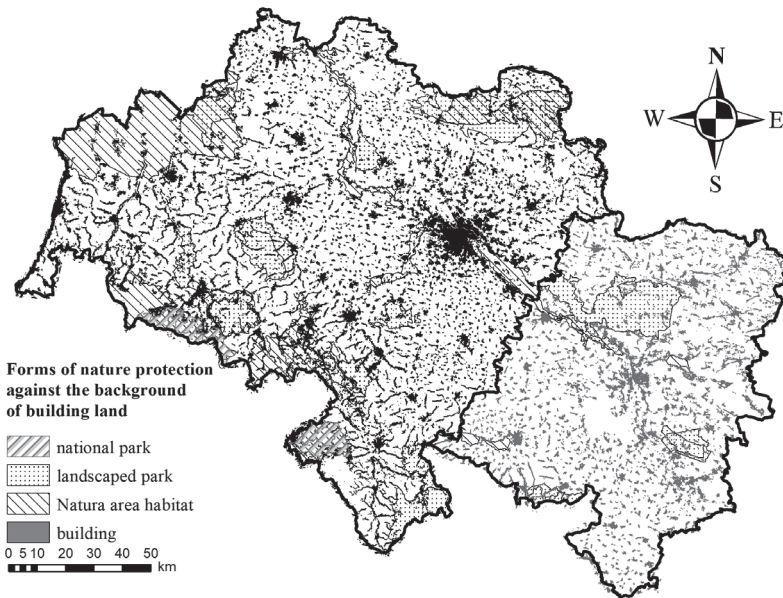 N
W E
S
Forms of nature protection
against the background
of building land
national park
landscaped park
Natura area habitat
building
0 5 10 20 30 40 50
km